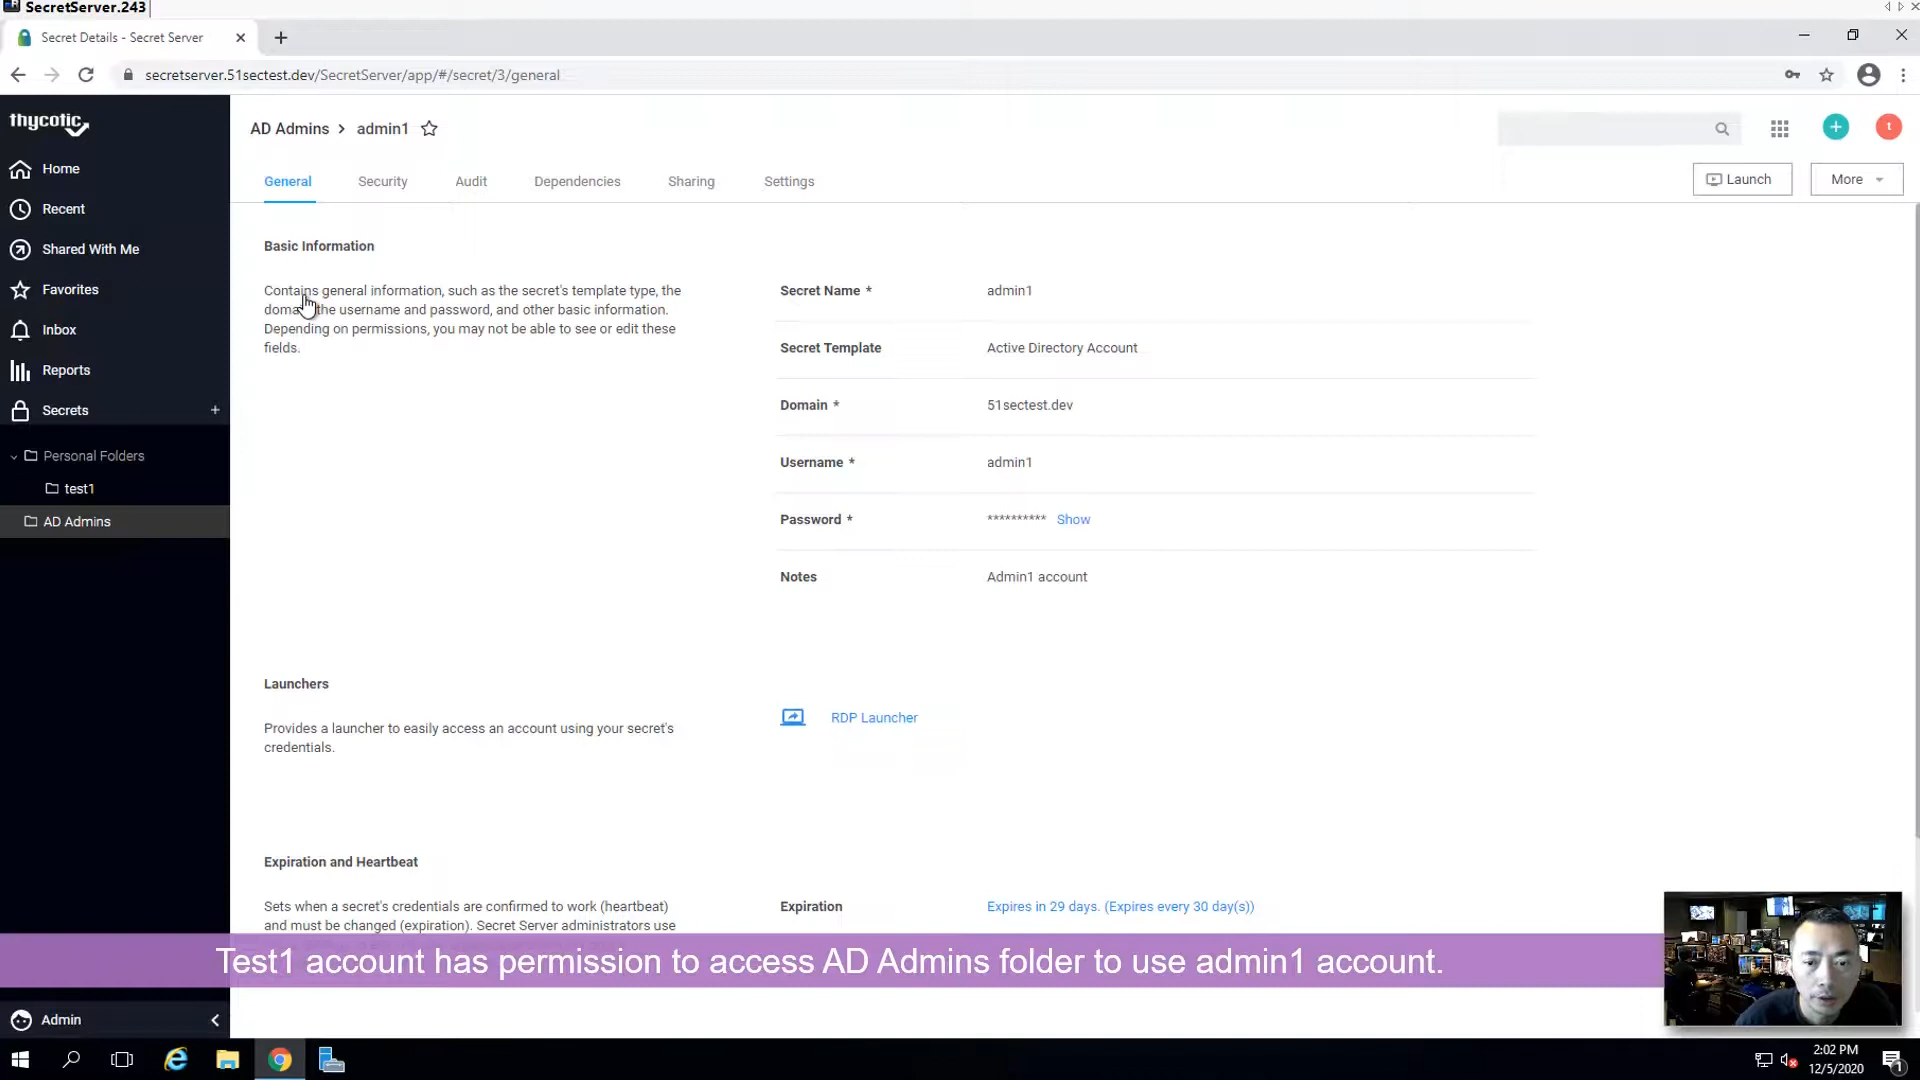 SecretServer.243
Secret Details - Secret Server
secretserver.51sectest.dev/SecretServer/app/#/secret/3/general
thycotic
AD Admins > admin1
t
General Security Audit Dependencies Sharing Settings
Launch More
Home
Recent
Shared With Me
Favorites
Inbox
Reports
Secrets +
Personal Folders
test1
AD Admins
Basic Information
Contains general information, such as the secret's template type, the
the username and password, and other basic information.
Depending on permissions, you may not be able to see or edit these
fields.
Secret Name * admin1
Secret Template Active Directory Account
Domain * 51sectest.dev
Username * admin1
Password * ********** Show
Notes Admin1 account
Launchers
Provides a launcher to easily access an account using your secret's
credentials.
RDP Launcher
Expiration and Heartbeat
Sets when a secret's credentials are confirmed to work (heartbeat)
and must be changed (expiration). Secret Server administrators use
Expiration Expires in 29 days. (Expires every 30 day(s))
Test1 account has permission to access AD Admins folder to use admin1 account.
Admin
2:02 PM
12/5/2020
1